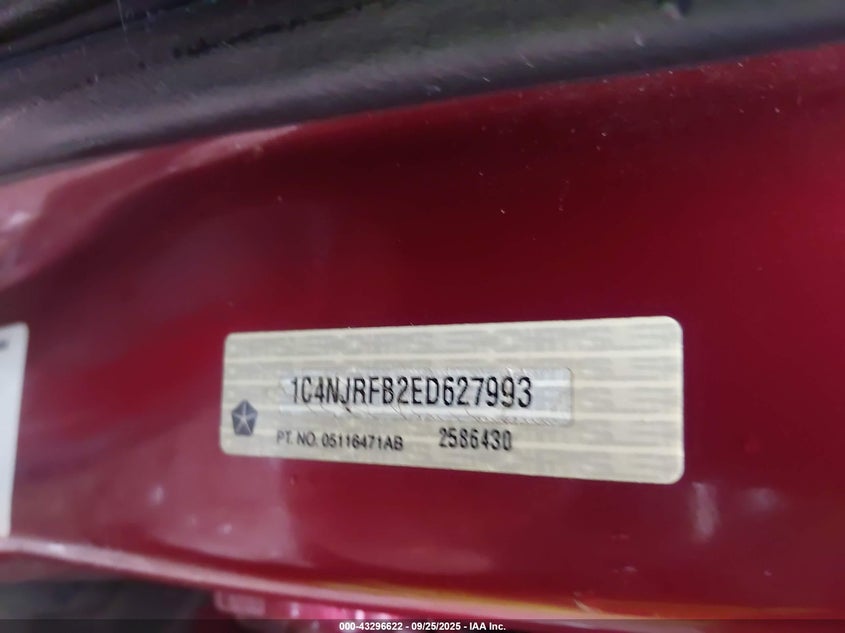 1C4NJRFB2ED627993
PT. NO. 05116471AB 2586430
000-43296622 - 09/25/2025 - IAA Inc.